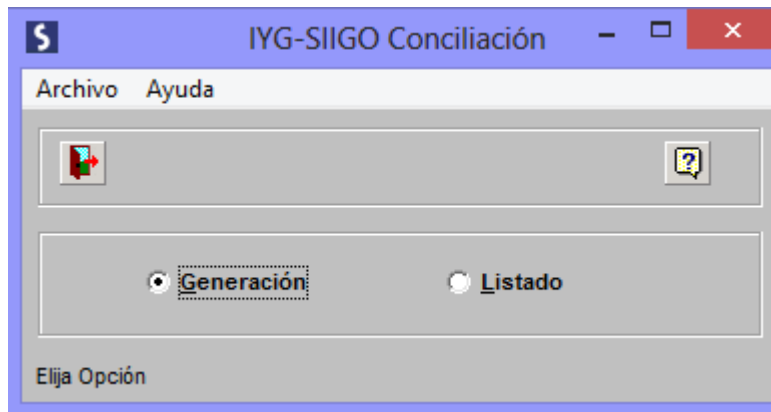 S IYG-SIIGO Conciliación
Archivo Ayuda
?
Generación Listado
Elija Opción